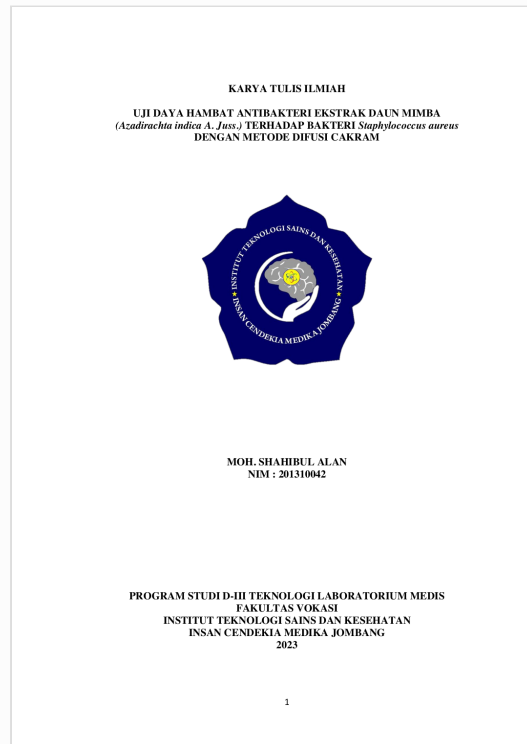 KARYA TULIS ILMIAH
UJI DAYA HAMBAT ANTIBAKTERI EKSTRAK DAUN MIMBA
(Azadirachta indica A. Juss.) TERHADAP BAKTERI Staphylococcus aureus
DENGAN METODE DIFUSI CAKRAM
INSTITUT TEKNOLOGI SAINS DAN KESEHATAN
INSAN CENDEKIA MEDIKA JOMBANG
MOH. SHAHIBUL ALAN
NIM : 201310042
PROGRAM STUDI D-III TEKNOLOGI LABORATORIUM MEDIS
FAKULTAS VOKASI
INSTITUT TEKNOLOGI SAINS DAN KESEHATAN
INSAN CENDEKIA MEDIKA JOMBANG
2023
1